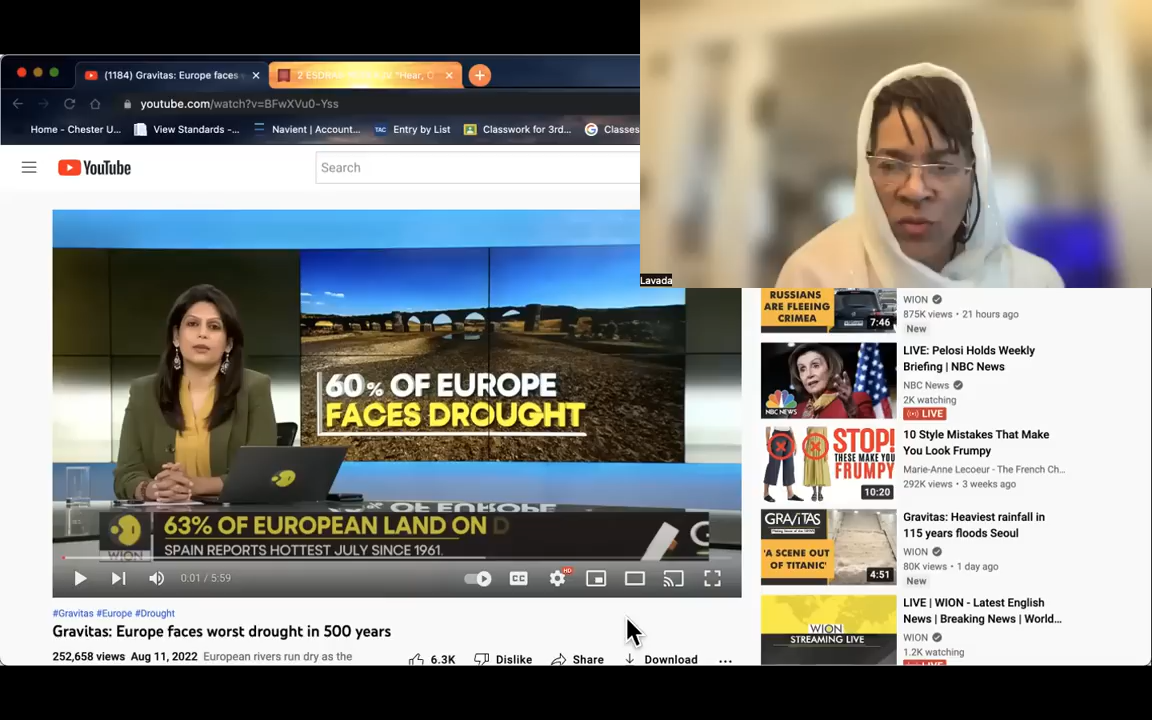 (1184) Gravitas: Europe faces
2 ESDRAS "Hear, O
youtube.com/watch?v=BFwXVu0-Yss
Home - Chester U...
View Standards -...
Navient | Account...
TAC
Entry by List
Classwork for 3rd...
Classes
YouTube
Search
Lavada
60% OF EUROPE
FACES DROUGHT
WION
63% OF EUROPEAN LAND ON D
SPAIN REPORTS HOTTEST JULY SINCE 1961.
G
0:01 / 5:59
CC
HD
#Gravitas #Europe #Drought
Gravitas: Europe faces worst drought in 500 years
252,658 views Aug 11, 2022 European rivers run dry as the
6.3K
Dislike
Share
Download
RUSSIANS
ARE FLEEING
CRIMEA
7:46
WION
875K views • 21 hours ago
New
NBC NEWS
LIVE: Pelosi Holds Weekly
Briefing | NBC News
NBC News
2K watching
LIVE
STOP!
THESE MAKE YOU
FRUMPY
10:20
10 Style Mistakes That Make
You Look Frumpy
Marie-Anne Lecoeur - The French Ch...
292K views • 3 weeks ago
GRAVITAS
'A SCENE OUT
OF TITANIC'
4:51
Gravitas: Heaviest rainfall in
115 years floods Seoul
WION
80K views • 1 day ago
New
WION
STREAMING LIVE
LIVE | WION - Latest English
News | Breaking News | World...
WION
1.2K watching
LIVE